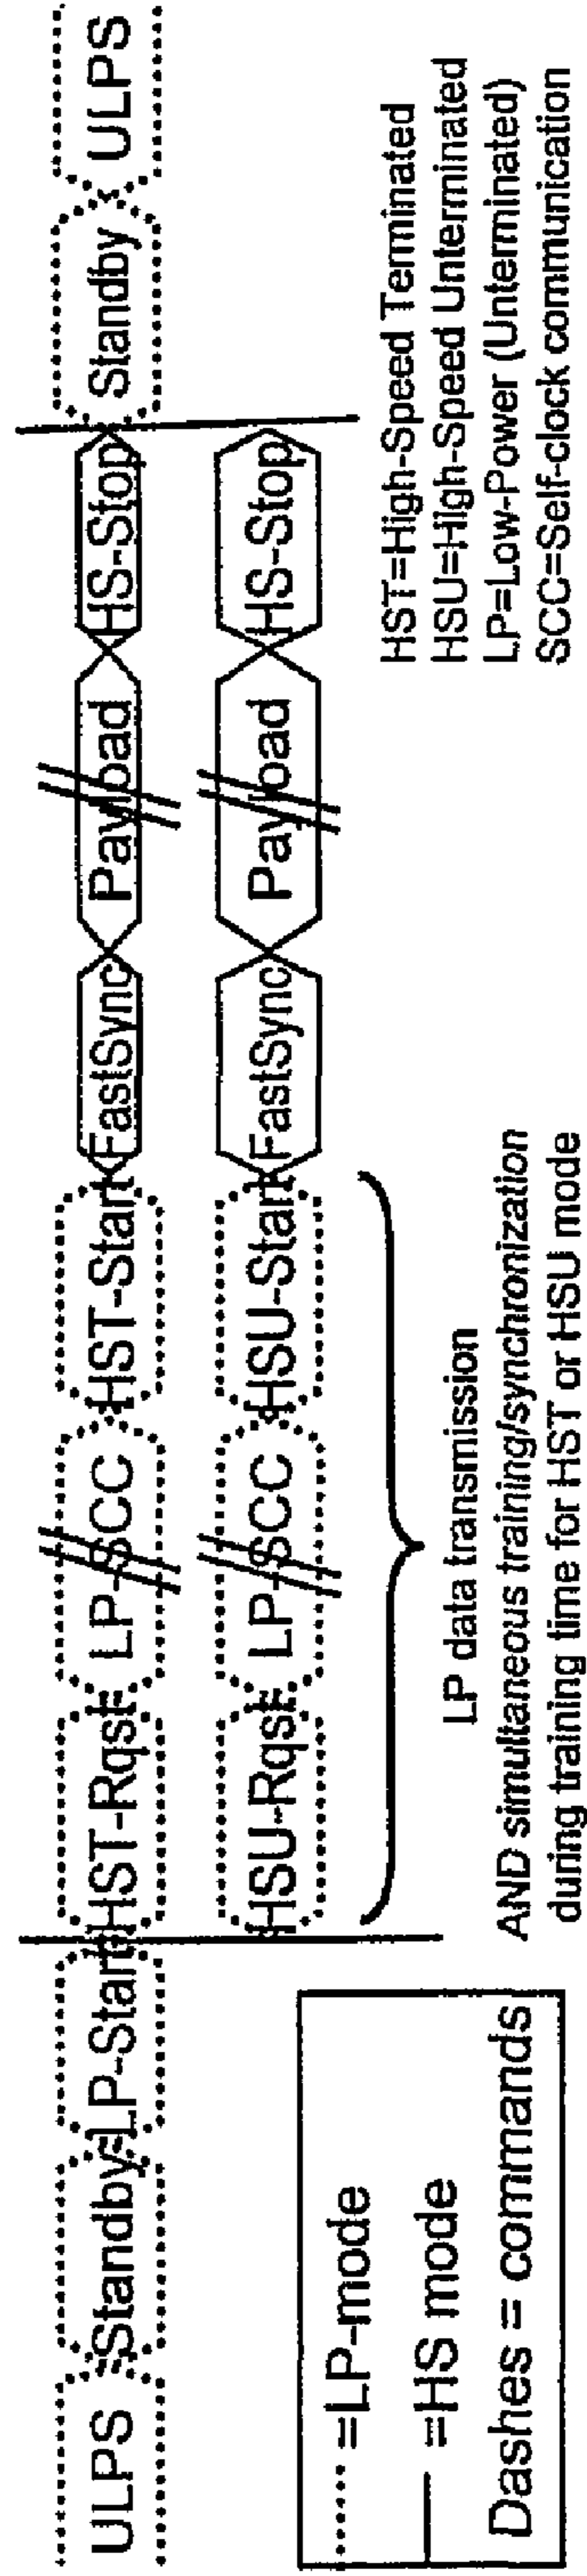 ULPS Standby LP-Start HST-Rqst LP-SCC HST-Start FastSync Payload HS-Stop Standby ULPS
HSU-Rqst LP-SCC HSU-Start FastSync Payload HS-Stop
=LP-mode
=HS mode
Dashes = commands
LP data transmission
AND simultaneous training/synchronization
during training time for HST or HSU mode
HST=High-Speed Terminated
HSU=High-Speed Unterminated
LP=Low-Power (Unterminated)
SCC=Self-clock communication